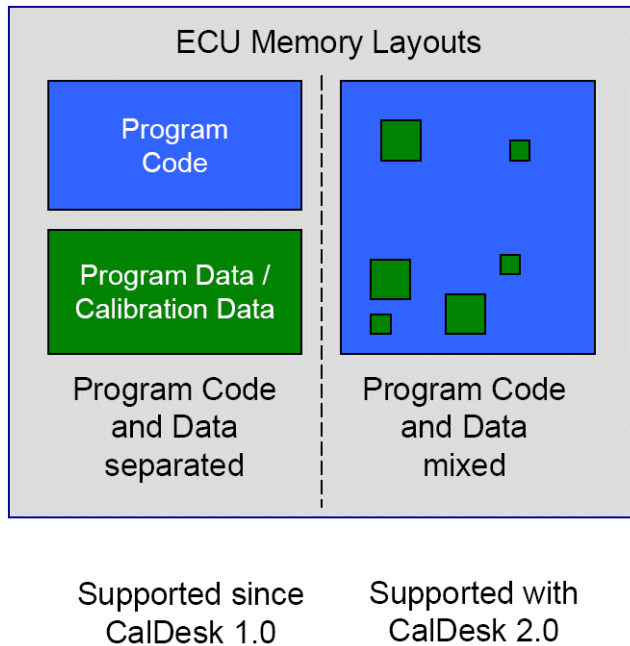 ECU Memory Layouts
Program
Code
Program Data /
Calibration Data
Program Code
and Data
separated
Program Code
and Data
mixed
Supported since
CalDesk 1.0
Supported with
CalDesk 2.0